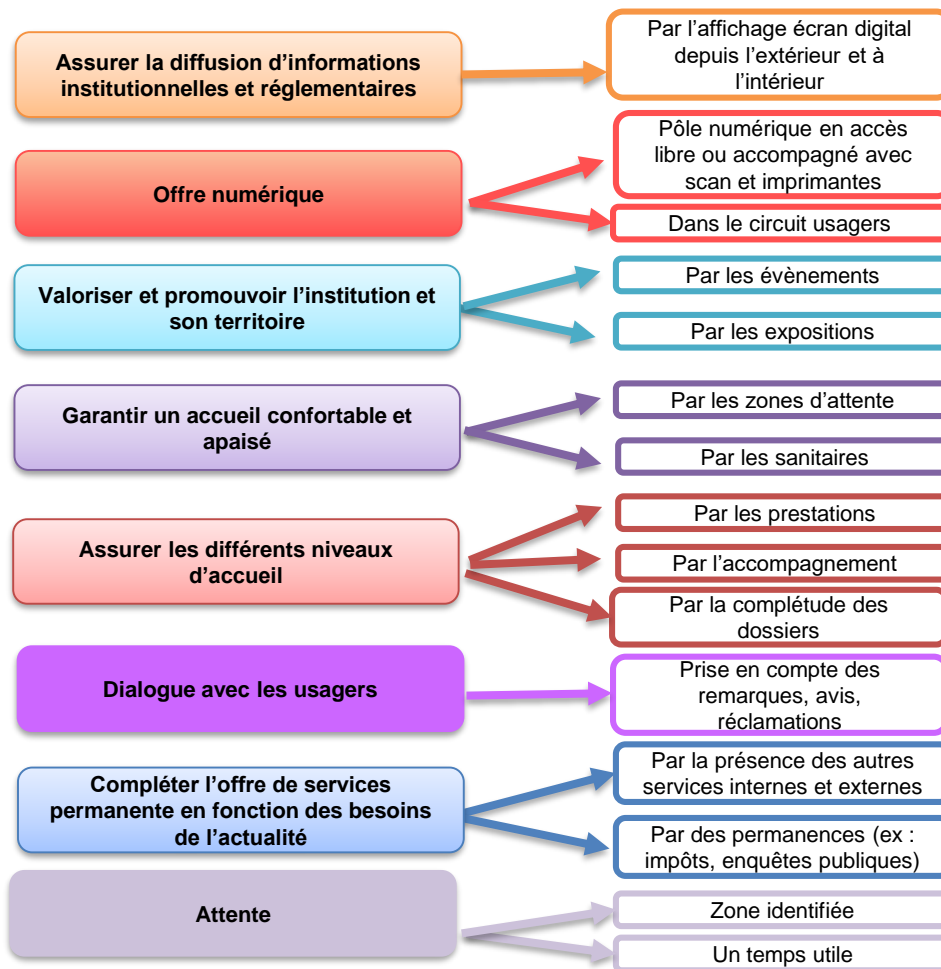 Assurer la diffusion d’informations
institutionnelles et réglementaires
Par l’affichage écran digital
depuis l’extérieur et à
l’intérieur
Offre numérique
Pôle numérique en accès
libre ou accompagné avec
scan et imprimantes
Dans le circuit usagers
Valoriser et promouvoir l’institution et
son territoire
Par les évènements
Par les expositions
Garantir un accueil confortable et
apaisé
Par les zones d’attente
Par les sanitaires
Assurer les différents niveaux
d’accueil
Par les prestations
Par l’accompagnement
Par la complétude des
dossiers
Dialogue avec les usagers
Prise en compte des
remarques, avis,
réclamations
Compléter l’offre de services
permanente en fonction des besoins
de l’actualité
Par la présence des autres
services internes et externes
Par des permanences (ex :
impôts, enquêtes publiques)
Attente
Zone identifiée
Un temps utile